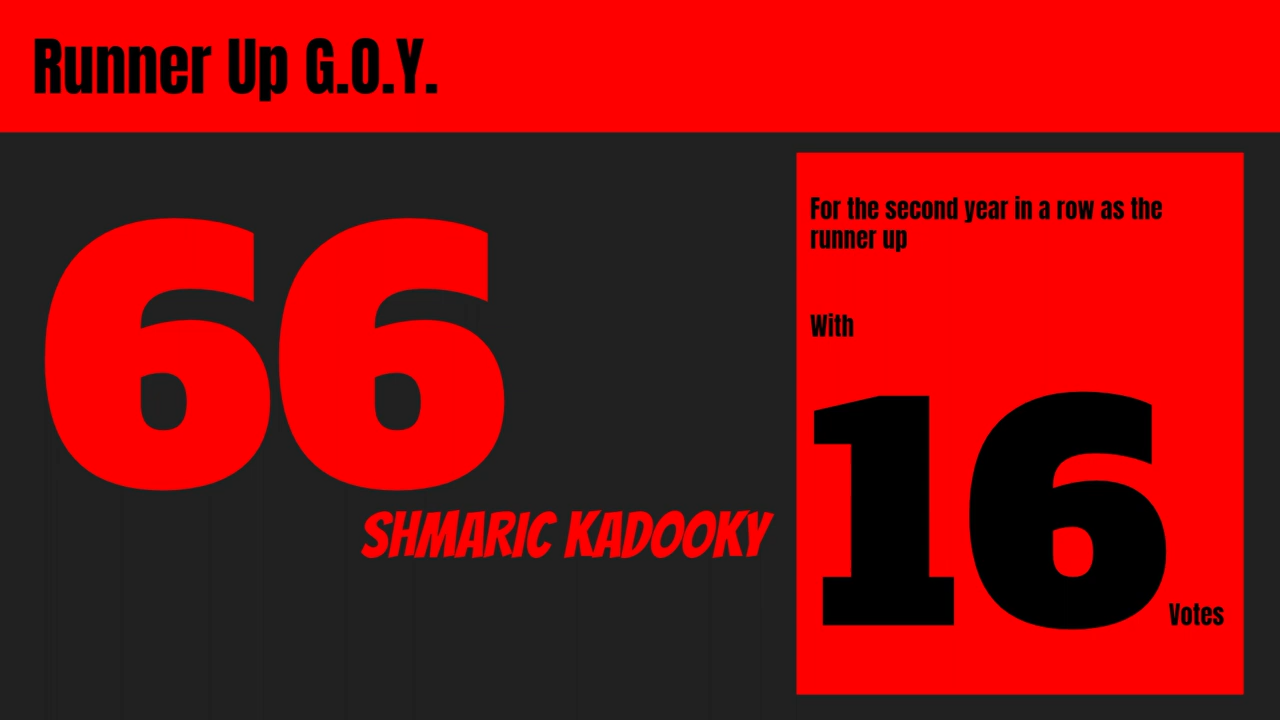 Runner Up G.O.Y.
66
SHMARIC KADOOKY
For the second year in a row as the
runner up
With
16 Votes